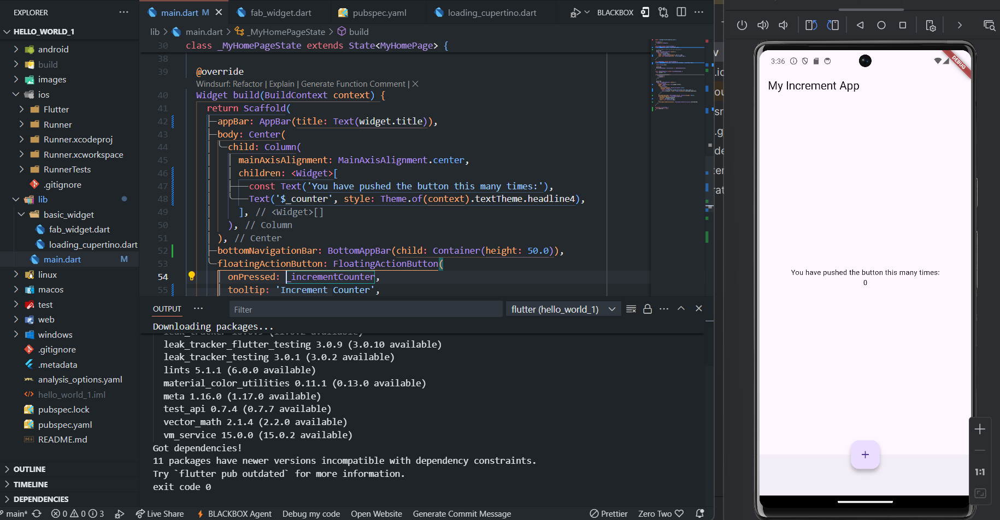 EXPLORER
HELLO_WORLD_1
android
build
images
ios
Flutter
Runner
Runner.xcodeproj
Runner.xcworkspace
RunnerTests
.gitignore
lib
basic_widget
fab_widget.dart
loading_cupertino.dart
main.dart M
linux
macos
test
web
windows
.gitignore
.metadata
analysis_options.yaml
hello_world_1.iml
pubspec.lock
pubspec.yaml
README.md
OUTLINE
TIMELINE
DEPENDENCIES
main.dart M
fab_widget.dart
pubspec.yaml
loading_cupertino.dart
BLACKBOX
lib > main.dart > _MyHomePageState > build
30 class _MyHomePageState extends State<MyHomePage> {
38
39 @override
Windsurf: Refactor | Explain | Generate Function Comment | X
40 Widget build(BuildContext context) {
41 return Scaffold(
42 appBar: AppBar(title: Text(widget.title)),
43 body: Center(
44 child: Column(
45 mainAxisAlignment: MainAxisAlignment.center,
46 children: <Widget>[
47 const Text('You have pushed the button this many times:'),
48 Text('$_counter', style: Theme.of(context).textTheme.headline4),
49 ], // <Widget>[]
50 ), // Column
51 ), // Center
52 bottomNavigationBar: BottomAppBar(child: Container(height: 50.0)),
53 floatingActionButton: FloatingActionButton(
54 onPressed: _incrementCounter,
55 tooltip: 'Increment Counter',
OUTPUT
Filter
flutter (hello_world_1)
Downloading packages...
leak_tracker_flutter_testing 3.0.9 (3.0.10 available)
leak_tracker_testing 3.0.1 (3.0.2 available)
lints 5.1.1 (6.0.0 available)
material_color_utilities 0.11.1 (0.13.0 available)
meta 1.16.0 (1.17.0 available)
test_api 0.7.4 (0.7.7 available)
vector_math 2.1.4 (2.2.0 available)
vm_service 15.0.0 (15.0.2 available)
Got dependencies!
11 packages have newer versions incompatible with dependency constraints.
Try `flutter pub outdated` for more information.
exit code 0
main* 0 0 3 Live Share BLACKBOX Agent Debug my code Open Website Generate Commit Message Prettier Zero Two
3:36
DEBUG
My Increment App
You have pushed the button this many times:
0
+
1:1